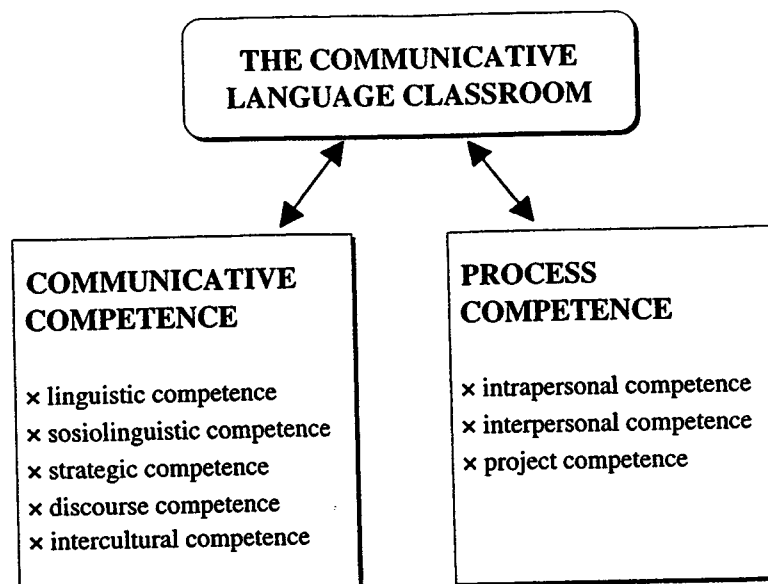 THE COMMUNICATIVE
LANGUAGE CLASSROOM
COMMUNICATIVE
COMPETENCE
× linguistic competence
× sosiolinguistic competence
× strategic competence
× discourse competence
× intercultural competence
PROCESS
COMPETENCE
× intrapersonal competence
× interpersonal competence
× project competence